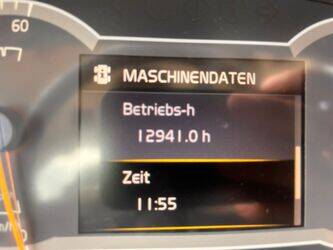 60
MASCHINENDATEN
Betriebs-h
12941.0 h
Zeit
11:55